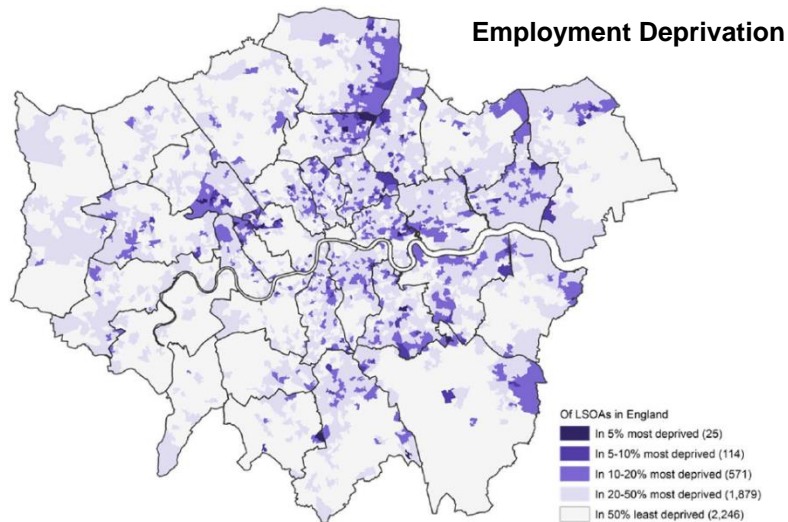 Employment Deprivation
Of LSOAs in England
In 5% most deprived (25)
In 5-10% most deprived (114)
In 10-20% most deprived (571)
In 20-50% most deprived (1,879)
In 50% least deprived (2,246)